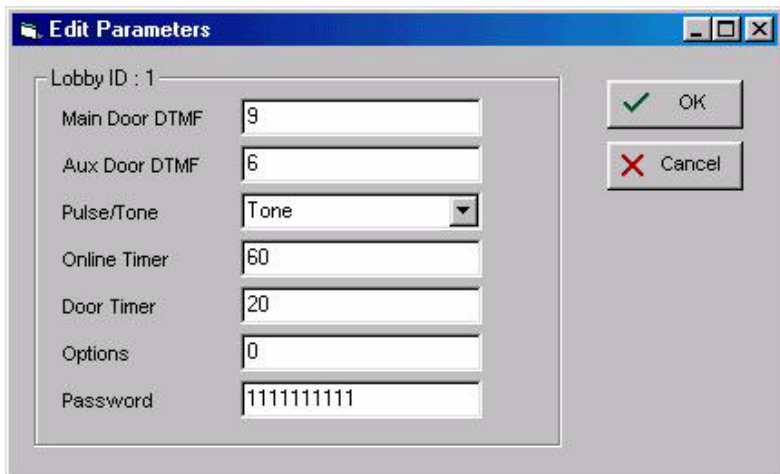 Edit Parameters
Lobby ID : 1
Main Door DTMF 9
Aux Door DTMF 6
Pulse/Tone Tone
Online Timer 60
Door Timer 20
Options 0
Password 1111111111
OK
Cancel